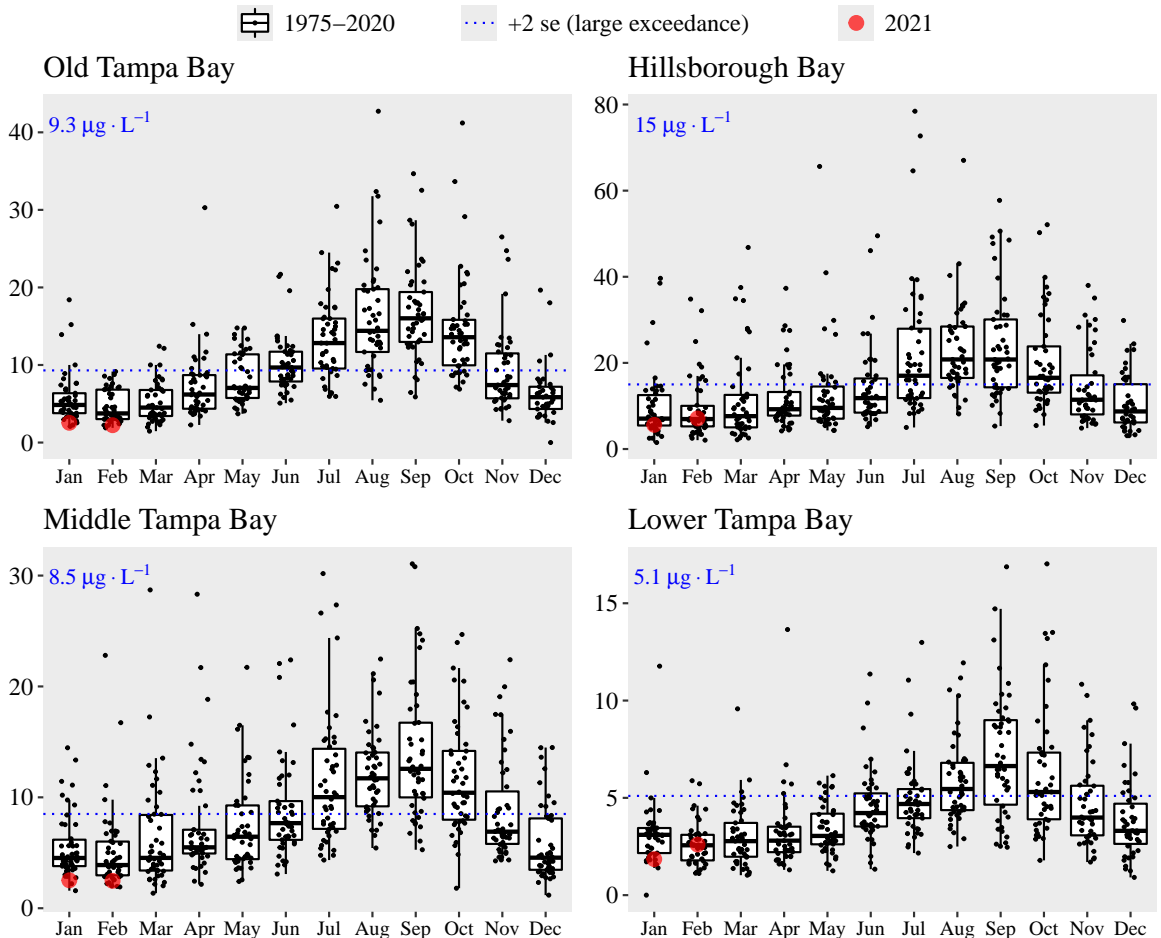 1975–2020 +2 se (large exceedance) 2021
Old Tampa Bay
9.3 μg · L⁻¹
40
30
20
10
0
Jan Feb Mar Apr May Jun Jul Aug Sep Oct Nov Dec
Hillsborough Bay
15 μg · L⁻¹
80
60
40
20
0
Jan Feb Mar Apr May Jun Jul Aug Sep Oct Nov Dec
Middle Tampa Bay
8.5 μg · L⁻¹
30
20
10
0
Jan Feb Mar Apr May Jun Jul Aug Sep Oct Nov Dec
Lower Tampa Bay
5.1 μg · L⁻¹
15
10
5
0
Jan Feb Mar Apr May Jun Jul Aug Sep Oct Nov Dec